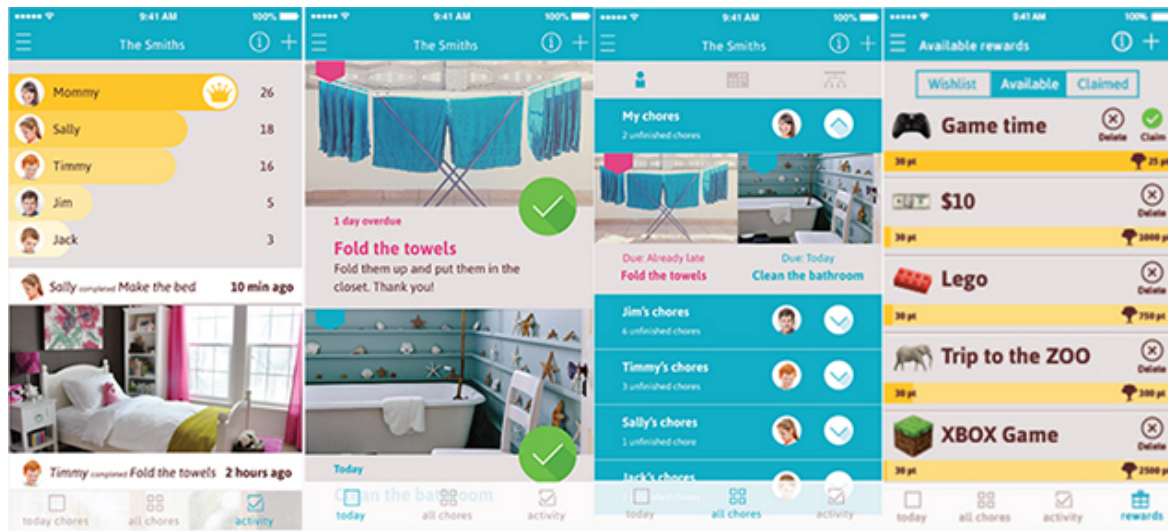 9:41 AM 100%
The Smiths
Mommy 26
Sally 18
Timmy 16
Jim 5
Jack 3
Sally completed Make the bed 10 min ago
Timmy completed Fold the towels 2 hours ago
today chores all chores activity
9:41 AM 100%
The Smiths
1 day overdue
Fold the towels
Fold them up and put them in the
closet. Thank you!
Today
Clean the bathroom
today all chores activity
9:41 AM 100%
The Smiths
My chores
2 unfinished chores
Due: Already late Due: Today
Fold the towels Clean the bathroom
Jim's chores
6 unfinished chores
Timmy's chores
3 unfinished chores
Sally's chores
1 unfinished chore
Jack's chores
today all chores activity
9:41 AM 100%
Available rewards
Wishlist Available Claimed
Game time Delete Claim
30 pt 25 pt
$10 Delete
30 pt 1000 pt
Lego Delete
30 pt 750 pt
Trip to the ZOO Delete
30 pt 300 pt
XBOX Game Delete
30 pt 2500 pt
today all chores activity rewards